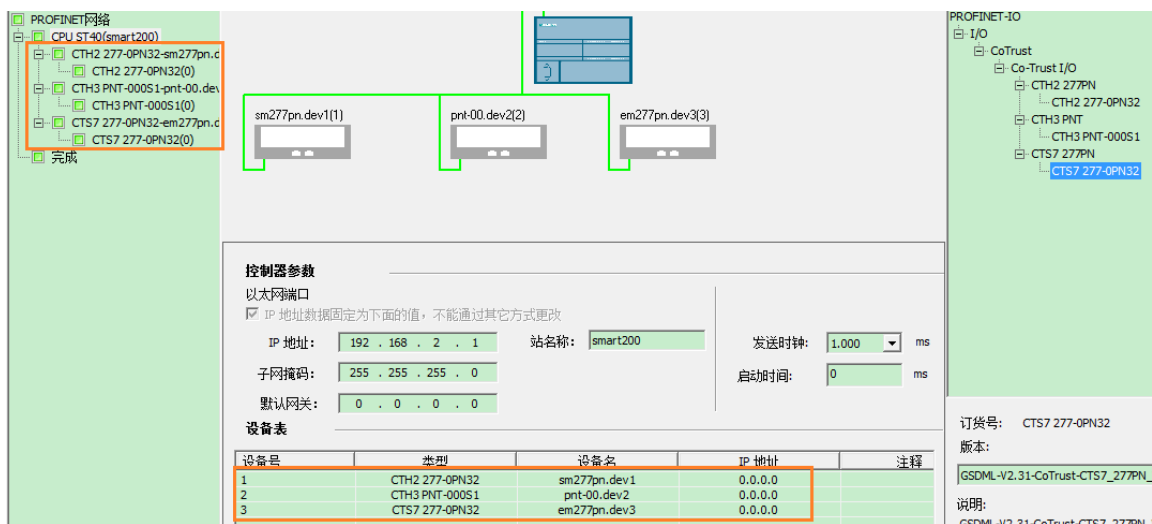 PROFINET网络
CPU ST40(smart200)
CTH2 277-0PN32-sm277pn.d
CTH2 277-0PN32(0)
CTH3 PNT-000S1-pnt-00.dev
CTH3 PNT-000S1(0)
CTS7 277-0PN32-em277pn.d
CTS7 277-0PN32(0)
完成
sm277pn.dev1(1)
pnt-00.dev2(2)
em277pn.dev3(3)
PROFINET-IO
I/O
CoTrust
Co-Trust I/O
CTH2 277PN
CTH2 277-0PN32
CTH3 PNT
CTH3 PNT-000S1
CTS7 277PN
CTS7 277-0PN32
控制器参数
以太网端口
IP 地址数据固定为下面的值，不能通过其它方式更改
IP 地址： 192 . 168 . 2 . 1
子网掩码： 255 . 255 . 255 . 0
默认网关： 0 . 0 . 0 . 0
站名称： smart200
发送时钟： 1.000 ms
启动时间： 0 ms
设备表
设备号 类型 设备名 IP 地址 注释
1 CTH2 277-0PN32 sm277pn.dev1 0.0.0.0
2 CTH3 PNT-000S1 pnt-00.dev2 0.0.0.0
3 CTS7 277-0PN32 em277pn.dev3 0.0.0.0
订货号： CTS7 277-0PN32
版本：
GSDML-V2.31-CoTrust-CTS7_277PN_
说明：
GSDML-V2.31-CoTrust-CTS7_277PN